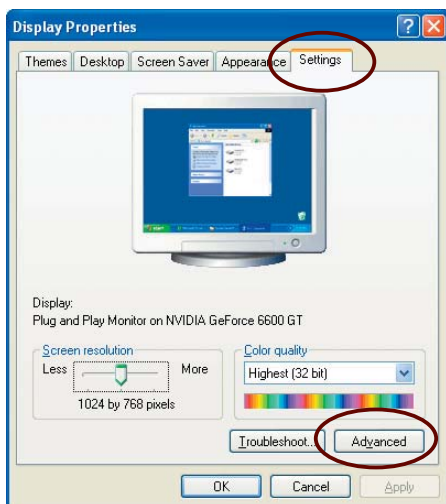 Display Properties
Themes Desktop Screen Saver Appearance Settings
Display:
Plug and Play Monitor on NVIDIA GeForce 6600 GT
Screen resolution
Less More
1024 by 768 pixels
Color quality
Highest (32 bit)
Troubleshoot... Advanced
OK Cancel Apply